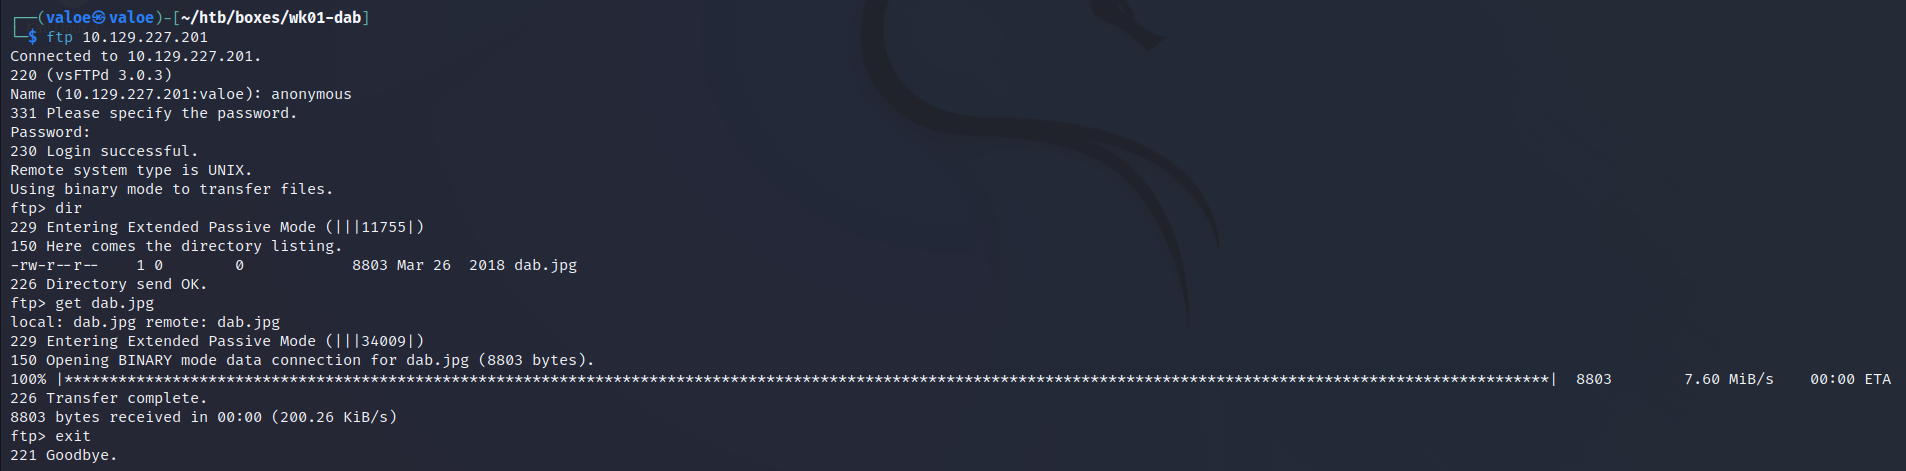 ┌──(valoe㉿valoe)-[~/htb/boxes/wk01-dab]
└─$ ftp 10.129.227.201
Connected to 10.129.227.201.
220 (vsFTPd 3.0.3)
Name (10.129.227.201:valoe): anonymous
331 Please specify the password.
Password:
230 Login successful.
Remote system type is UNIX.
Using binary mode to transfer files.
ftp> dir
229 Entering Extended Passive Mode (|||11755|)
150 Here comes the directory listing.
-rw-r--r--    1 0        0            8803 Mar 26  2018 dab.jpg
226 Directory send OK.
ftp> get dab.jpg
local: dab.jpg remote: dab.jpg
229 Entering Extended Passive Mode (|||34009|)
150 Opening BINARY mode data connection for dab.jpg (8803 bytes).
100% |*********************************************************************************************************************************************************************| 8803        7.60 MiB/s    00:00 ETA
226 Transfer complete.
8803 bytes received in 00:00 (200.26 KiB/s)
ftp> exit
221 Goodbye.